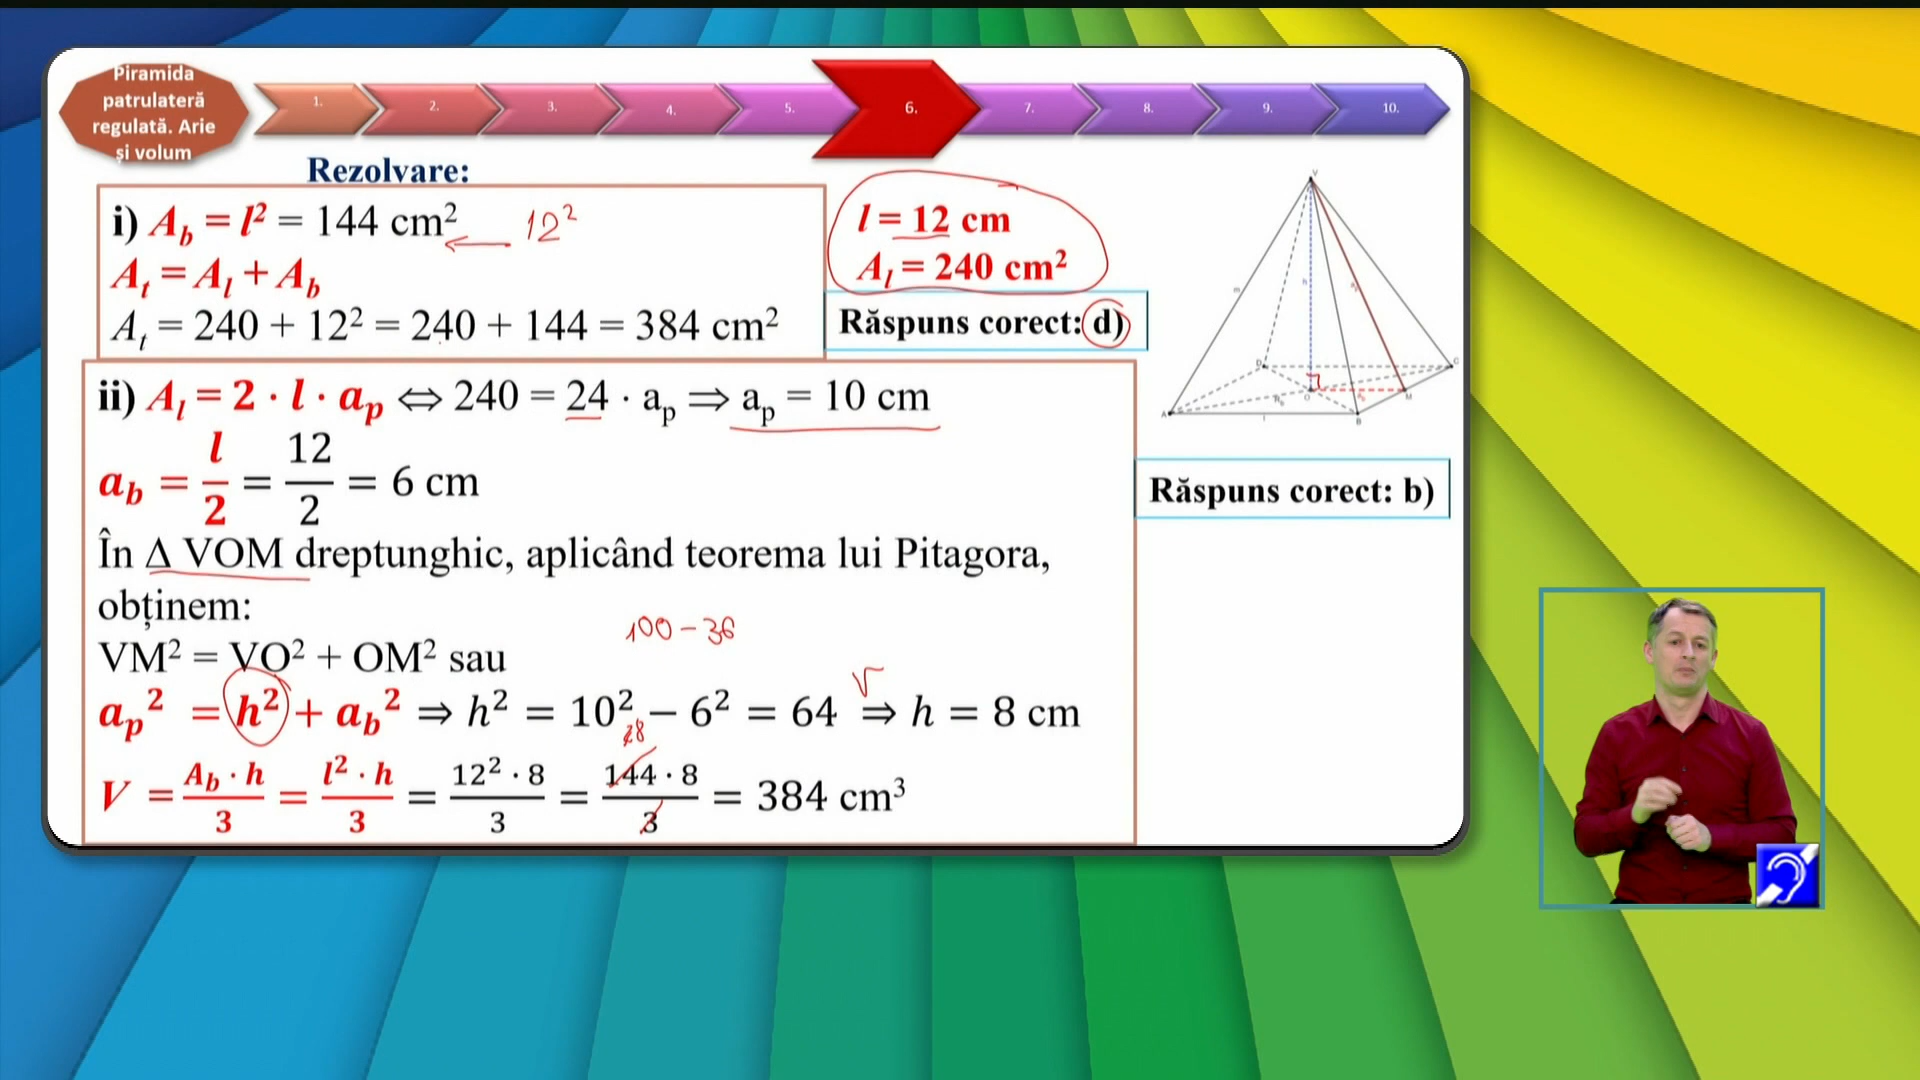 Piramida
patrulateră
regulată. Arie
și volum
1.
2.
3.
4.
5.
6.
7.
8.
9.
10.
Rezolvare:
i) A_b = l² = 144 cm² 12²
A_t = A_l + A_b
A_t = 240 + 12² = 240 + 144 = 384 cm²
l = 12 cm
A_l = 240 cm²
Răspuns corect: d)
ii) A_l = 2 · l · a_p ⇔ 240 = 24 · a_p ⇒ a_p = 10 cm
a_b = l/2 = 12/2 = 6 cm
În Δ VOM dreptunghic, aplicând teorema lui Pitagora,
obținem:
100 - 36
VM² = VO² + OM² sau
a_p² = h² + a_b² ⇒ h² = 10² − 6² = 64 √ ⇒ h = 8 cm
V = A_b · h/3 = l² · h/3 = 12² · 8/3 = 144 · 8/3 = 384 cm³
Răspuns corect: b)
V
D
C
A
B
M
O